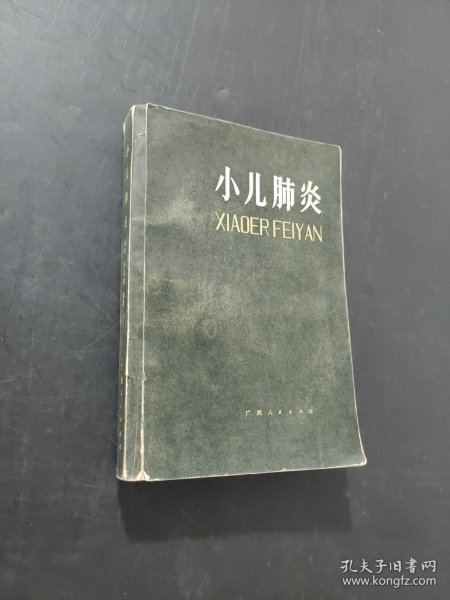 小儿肺炎
XIAOER FEIYAN
广西人民出版社
孔夫子旧书网
www.kongfz.com